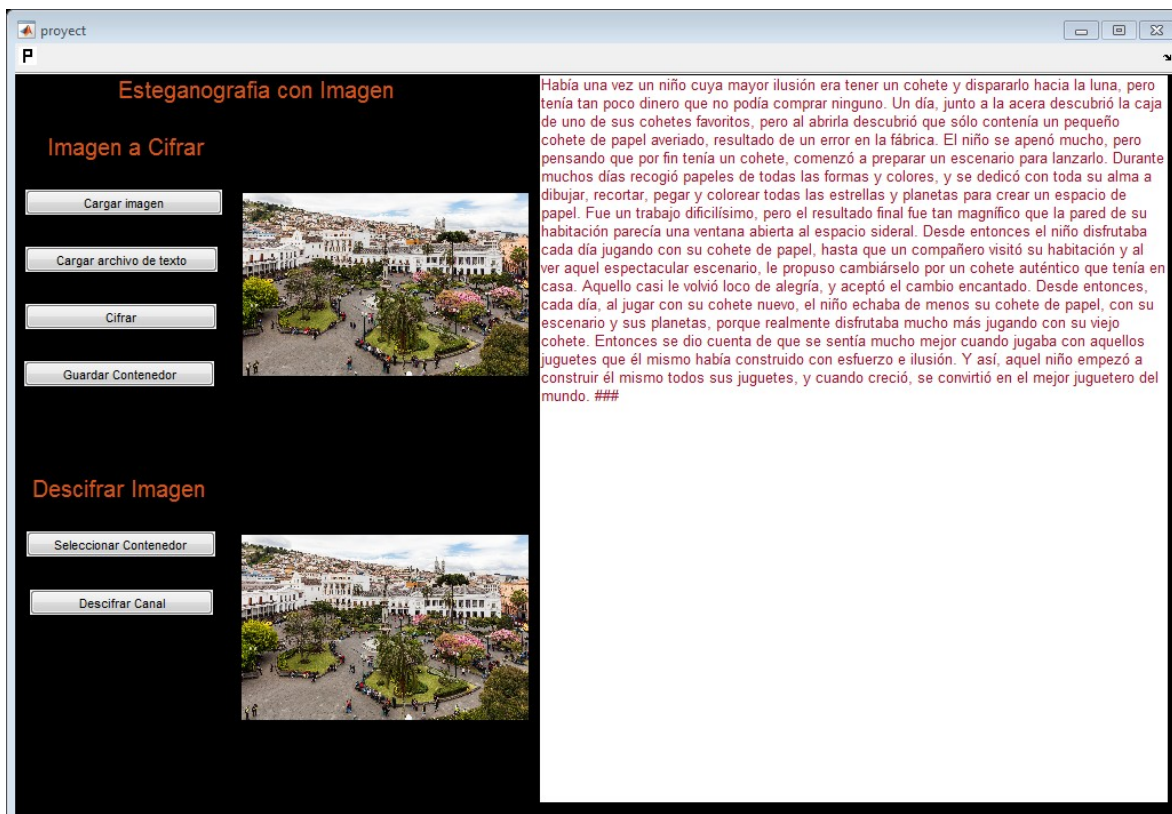 proyect
P
Esteganografia con Imagen
Imagen a Cifrar
Cargar imagen
Cargar archivo de texto
Cifrar
Guardar Contenedor
Descifrar Imagen
Seleccionar Contenedor
Descifrar Canal
Había una vez un niño cuya mayor ilusión era tener un cohete y dispararlo hacia la luna, pero
tenía tan poco dinero que no podía comprar ninguno. Un día, junto a la acera descubrió la caja
de uno de sus cohetes favoritos, pero al abrirla descubrió que sólo contenía un pequeño
cohete de papel averiado, resultado de un error en la fábrica. El niño se apenó mucho, pero
pensando que por fin tenía un cohete, comenzó a preparar un escenario para lanzarlo. Durante
muchos días recogió papeles de todas las formas y colores, y se dedicó con toda su alma a
dibujar, recortar, pegar y colorear todas las estrellas y planetas para crear un espacio de
papel. Fue un trabajo dificilísimo, pero el resultado final fue tan magnífico que la pared de su
habitación parecía una ventana abierta al espacio sideral. Desde entonces el niño disfrutaba
cada día jugando con su cohete de papel, hasta que un compañero visitó su habitación y al
ver aquel espectacular escenario, le propuso cambiárselo por un cohete auténtico que tenía en
casa. Aquello casi le volvió loco de alegría, y aceptó el cambio encantado. Desde entonces,
cada día, al jugar con su cohete nuevo, el niño echaba de menos su cohete de papel, con su
escenario y sus planetas, porque realmente disfrutaba mucho más jugando con su viejo
cohete. Entonces se dio cuenta de que se sentía mucho mejor cuando jugaba con aquellos
juguetes que él mismo había construido con esfuerzo e ilusión. Y así, aquel niño empezó a
construir él mismo todos sus juguetes, y cuando creció, se convirtió en el mejor juguetero del
mundo. ###